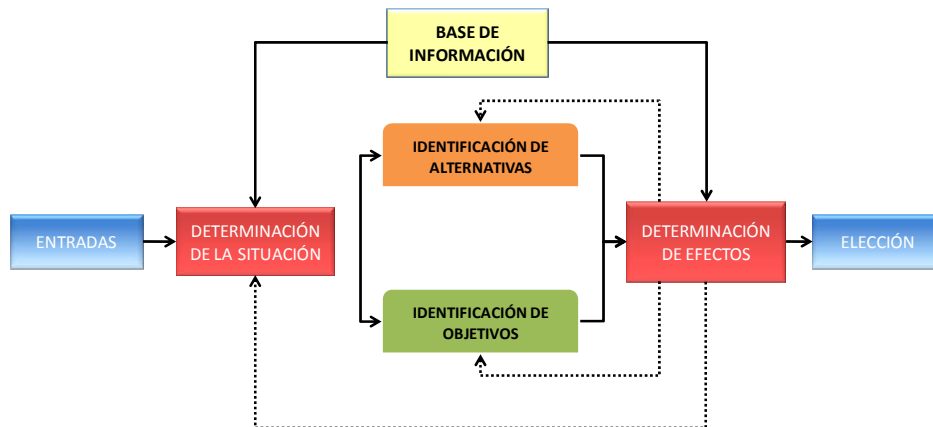 BASE DE
INFORMACIÓN
IDENTIFICACIÓN DE
ALTERNATIVAS
ENTRADAS
DETERMINACIÓN
DE LA SITUACIÓN
DETERMINACIÓN
DE EFECTOS
ELECCIÓN
IDENTIFICACIÓN DE
OBJETIVOS